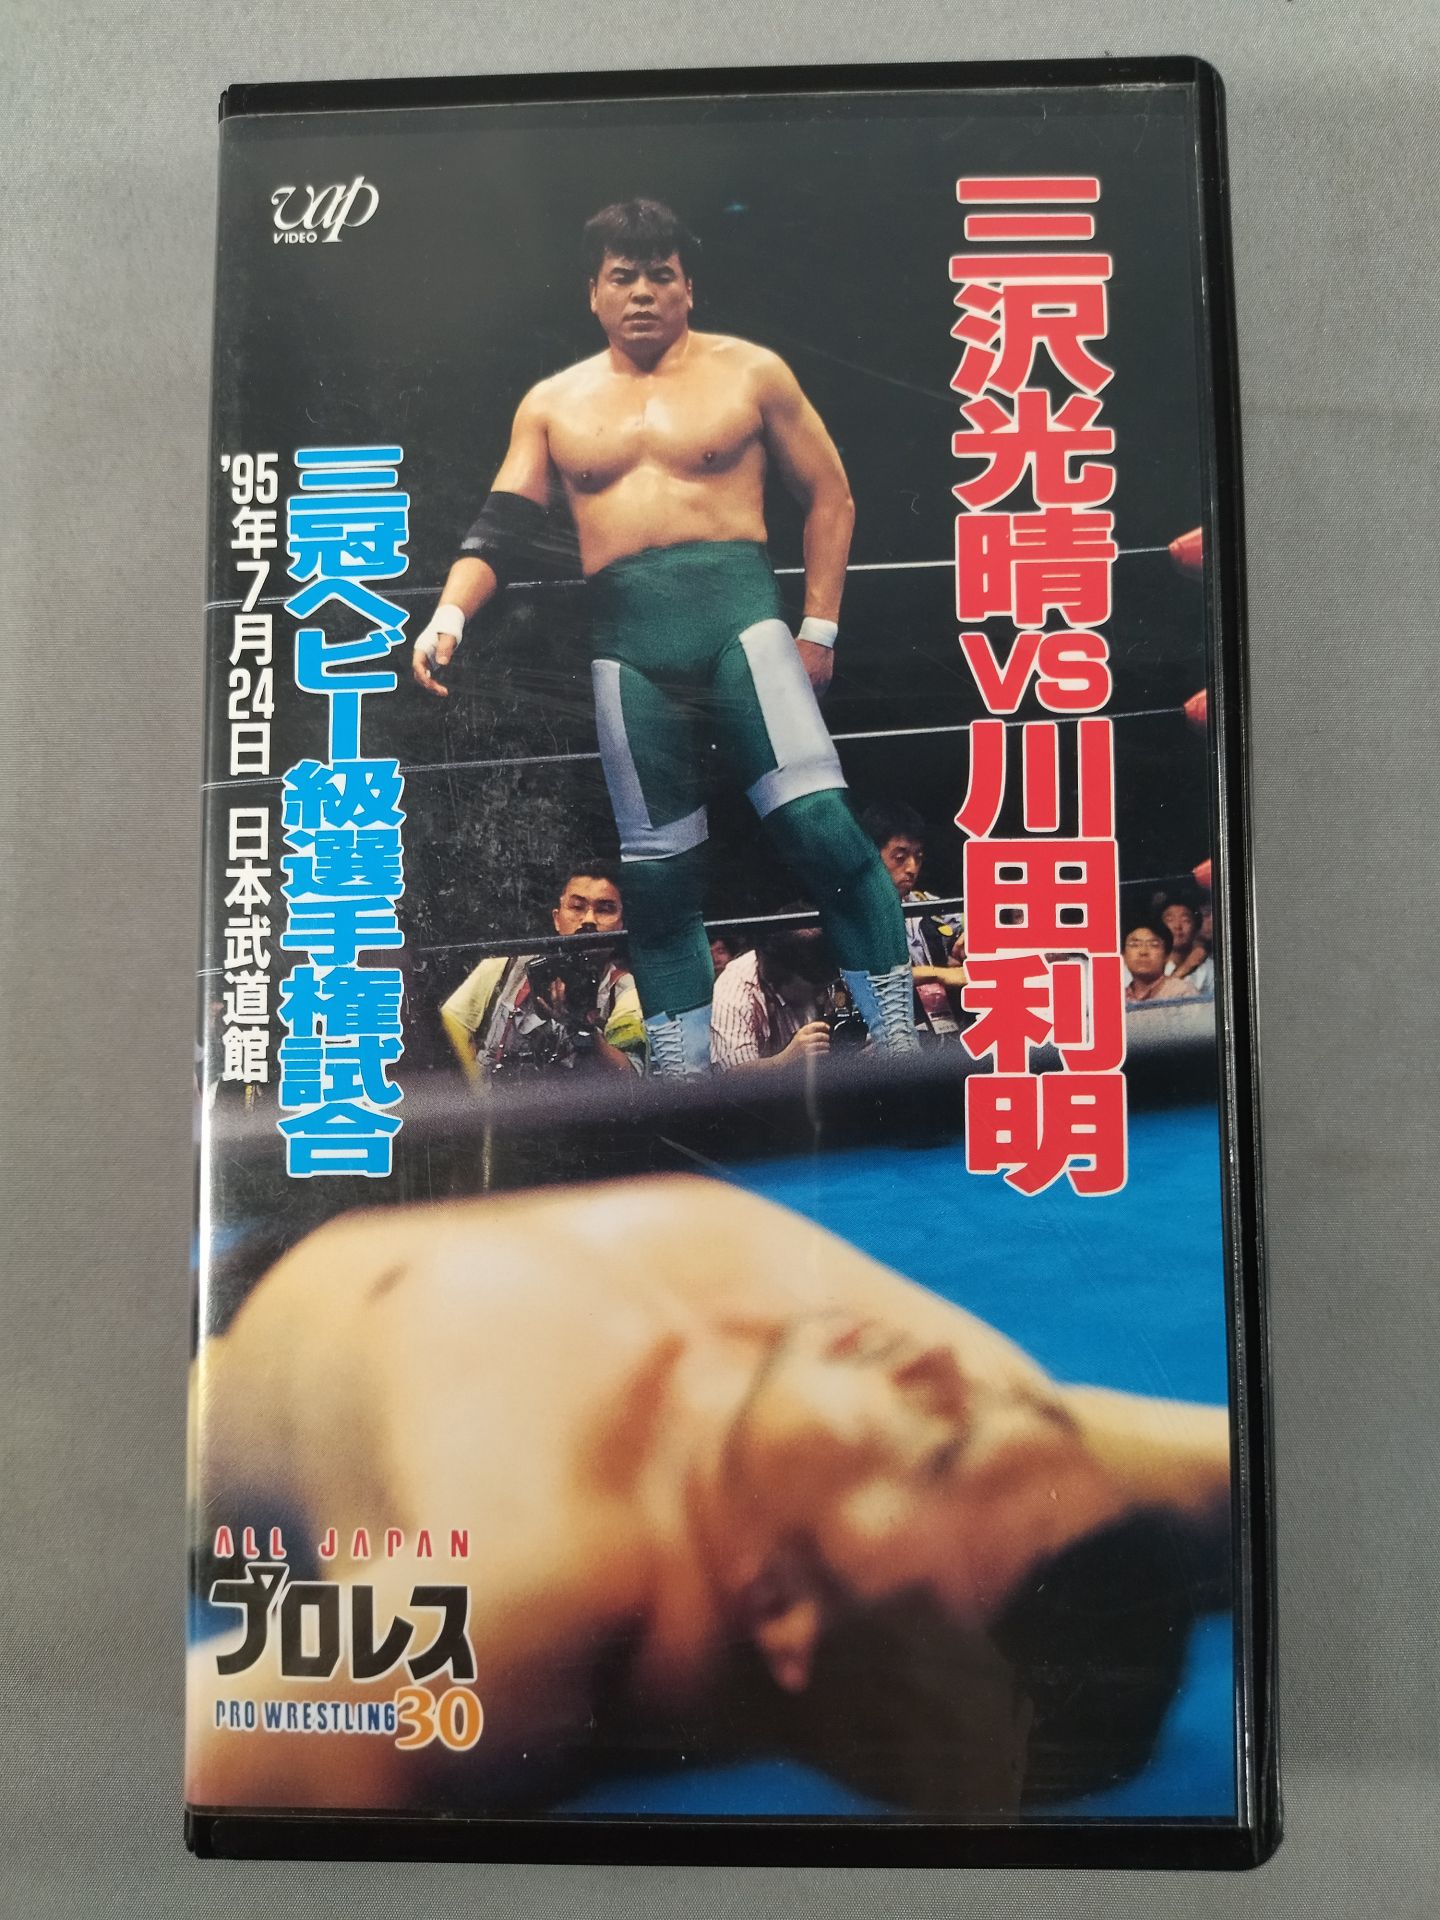 vap
VIDEO
三沢光晴VS川田利明
三冠ヘビー級選手権試合
'95年7月24日 日本武道館
ALL JAPAN
プロレス
PRO WRESTLING 30